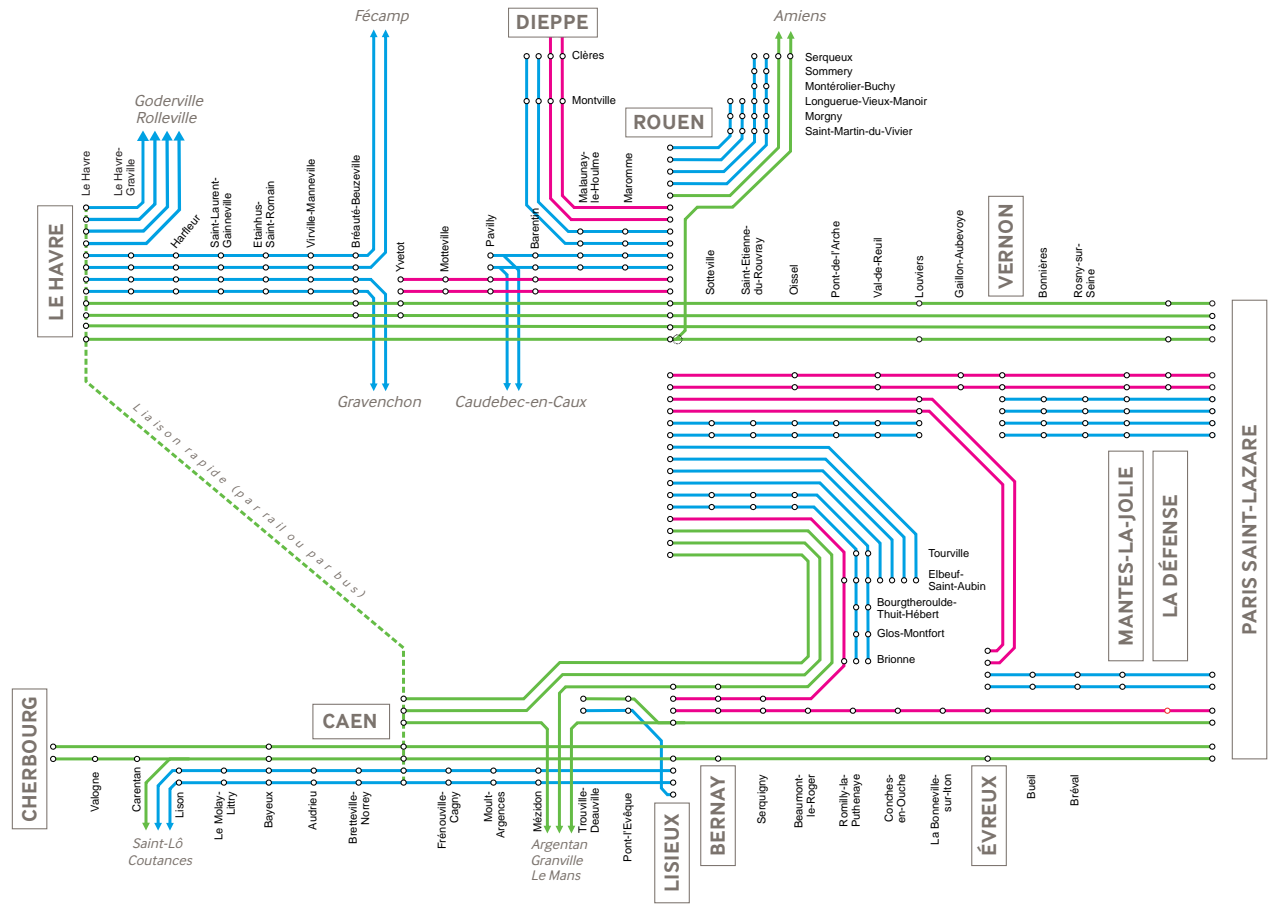 Fécamp
DIEPPE
Amiens
Clères
Montville
Serqueux
Sommery
Montérolier-Buchy
Longuerue-Vieux-Manoir
Morgny
Saint-Martin-du-Vivier
Goderville
Rolleville
ROUEN
LE HAVRE
Le Havre
Le Havre-
Graville
Harfleur
Saint-Laurent-
Gainneville
Etainhus-
Saint-Romain
Virville-Manneville
Bréauté-Beuzeville
Yvetot
Motteville
Pavilly
Barentin
Malaunay-
le-Houlme
Maromme
Sotteville
Saint-Etienne-
du-Rouvray
Oissel
Pont-de-l'Arche
Val-de-Reuil
Louviers
Gaillon-Aubevoye
VERNON
Bonnières
Rosny-sur-
Seine
Gravenchon
Caudebec-en-Caux
Liaison rapide (par rail ou par bus)
MANTES-LA-JOLIE
LA DÉFENSE
PARIS SAINT-LAZARE
Tourville
Elbeuf-
Saint-Aubin
Bourgtheroulde-
Thuit-Hébert
Glos-Montfort
Brionne
CHERBOURG
CAEN
Valogne
Carentan
Lison
Le Molay-
Littry
Bayeux
Audrieu
Bretteville-
Norrey
Frénouville-
Cagny
Moult-
Argences
Mézidon
Trouville-
Deauville
Pont-l'Evêque
LISIEUX
BERNAY
Serquigny
Beaumont-
le-Roger
Romilly-la-
Puthenaye
Conches-
en-Ouche
La Bonneville-
sur-Iton
ÉVREUX
Bueil
Bréval
Saint-Lô
Coutances
Argentan
Granville
Le Mans